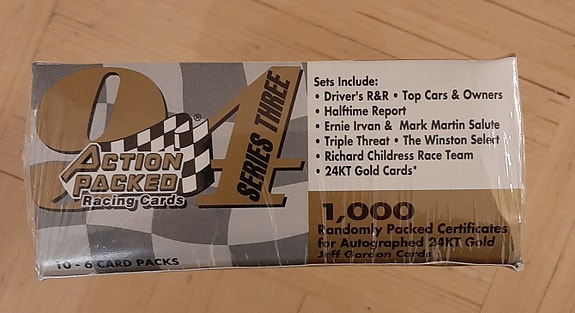 94
SERIES THREE
ACTION
PACKED®
Racing Cards
10 - 6 CARD PACKS
Sets Include:
• Driver's R&R • Top Cars & Owners
• Halftime Report
• Ernie Irvan & Mark Martin Salute
• Triple Threat • The Winston Select
• Richard Childress Race Team
• 24KT Gold Cards*
1,000
Randomly Packed Certificates
for Autographed 24KT Gold
Jeff Gordon Cards